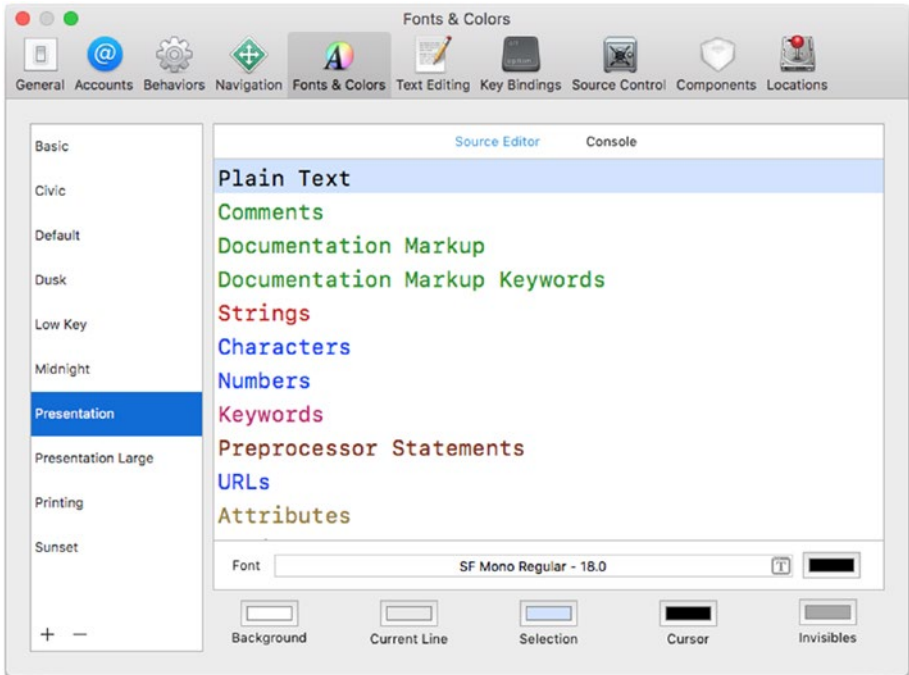 Fonts & Colors
General Accounts Behaviors Navigation Fonts & Colors Text Editing Key Bindings Source Control Components Locations
Basic
Civic
Default
Dusk
Low Key
Midnight
Presentation
Presentation Large
Printing
Sunset
+ −
Source Editor Console
Plain Text
Comments
Documentation Markup
Documentation Markup Keywords
Strings
Characters
Numbers
Keywords
Preprocessor Statements
URLs
Attributes
Font SF Mono Regular - 18.0 T
Background Current Line Selection Cursor Invisibles